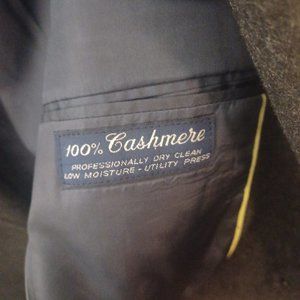 100% Cashmere
PROFESSIONALLY DRY CLEAN
LOW MOISTURE - UTILITY PRESS